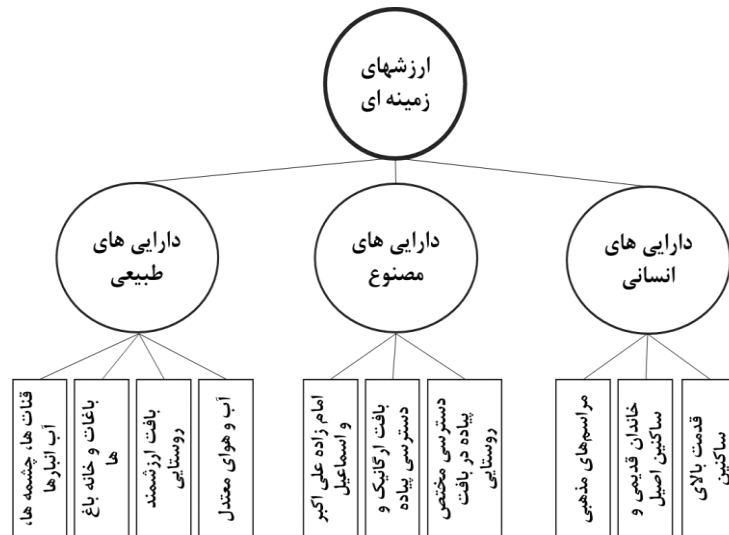 ارزشهای
زمینه ای
دارایی های
انسانی
دارایی های
مصنوع
دارایی های
طبیعی
قدمت بالای
ساکنین
خاندان قدیمی و
ساکنین اصیل
مراسم‌های مذهبی
دسترسی مختص
پیاده در بافت
روستایی
بافت ارگانیک و
دسترسی پیاده
امام زاده علی اکبر
و اسماعیل
آب و هوای معتدل
بافت ارزشمند
روستایی
باغات و خانه باغ
ها
قنات ها، چشمه ها،
آب انبارها